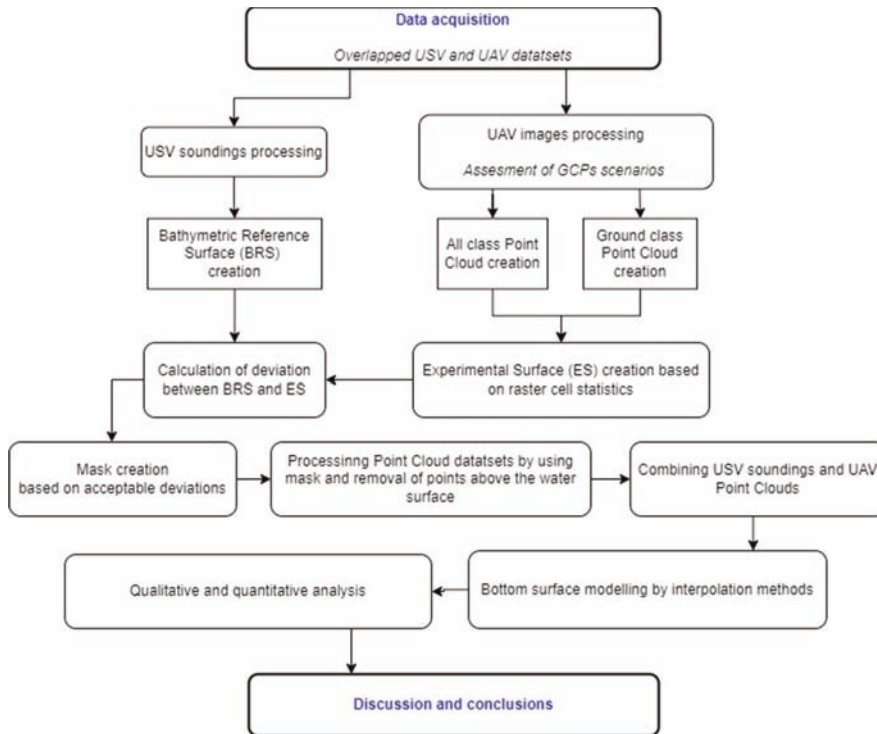 Data acquisition
Overlapped USV and UAV datatsets
USV soundings processing
UAV images processing
Assesment of GCPs scenarios
Bathymetric Reference
Surface (BRS)
creation
All class Point
Cloud creation
Ground class
Point Cloud
creation
Calculation of deviation
between BRS and ES
Experimental Surface (ES) creation based
on raster cell statistics
Mask creation
based on acceptable deviations
Processinng Point Cloud datatsets by using
mask and removal of points above the water
surface
Combining USV soundings and UAV
Point Clouds
Qualitative and quantitative analysis
Bottom surface modelling by interpolation methods
Discussion and conclusions